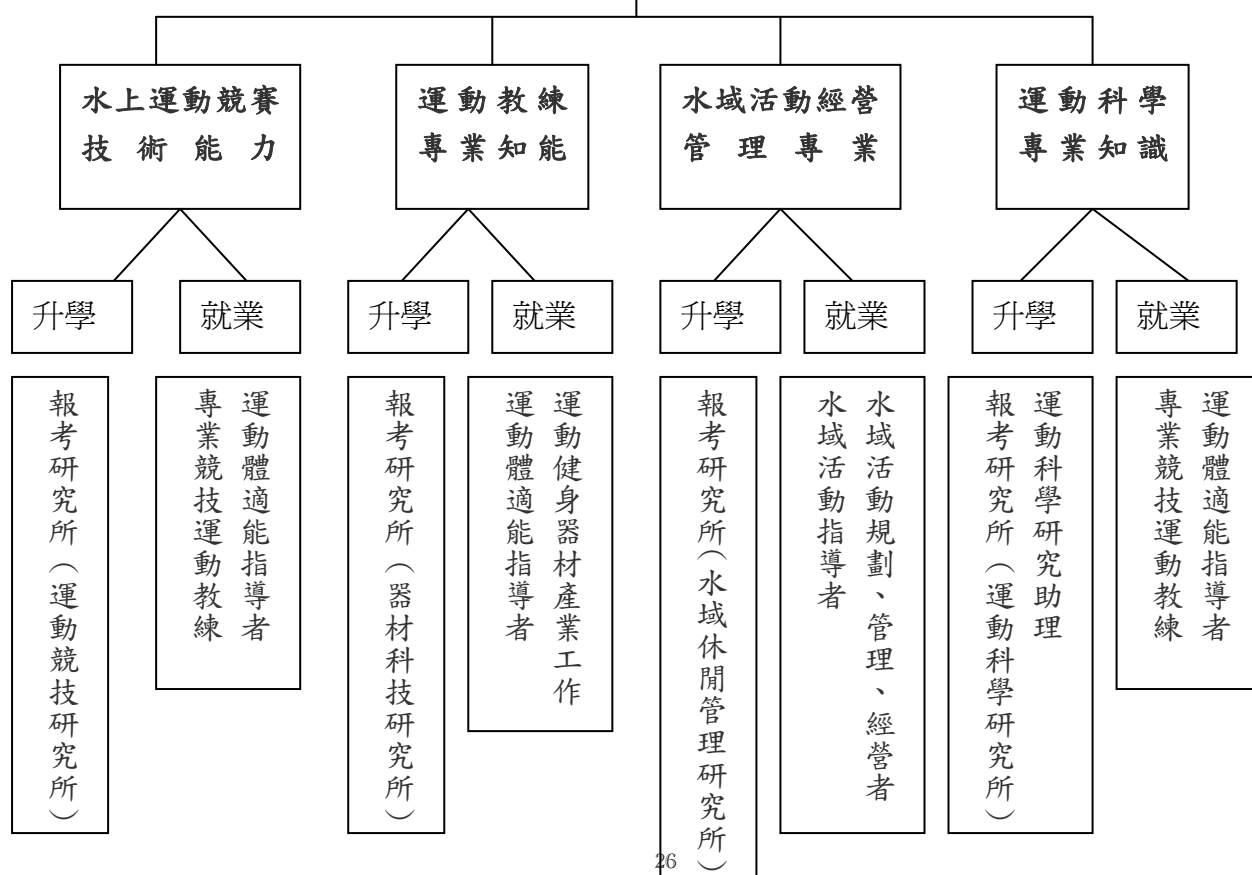 水上運動競賽
技術能力
運動教練
專業知能
水域活動經營
管理專業
運動科學
專業知識
升學
就業
升學
就業
升學
就業
升學
就業
報考研究所（運動競技研究所）
運動體適能指導者
專業競技運動教練
報考研究所（器材科技研究所）
運動健身器材產業工作
運動體適能指導者
報考研究所（水域休閒管理研究所）
水域活動規劃、管理、經營者
水域活動指導者
運動科學研究助理
報考研究所（運動科學研究所）
運動體適能指導者
專業競技運動教練
26